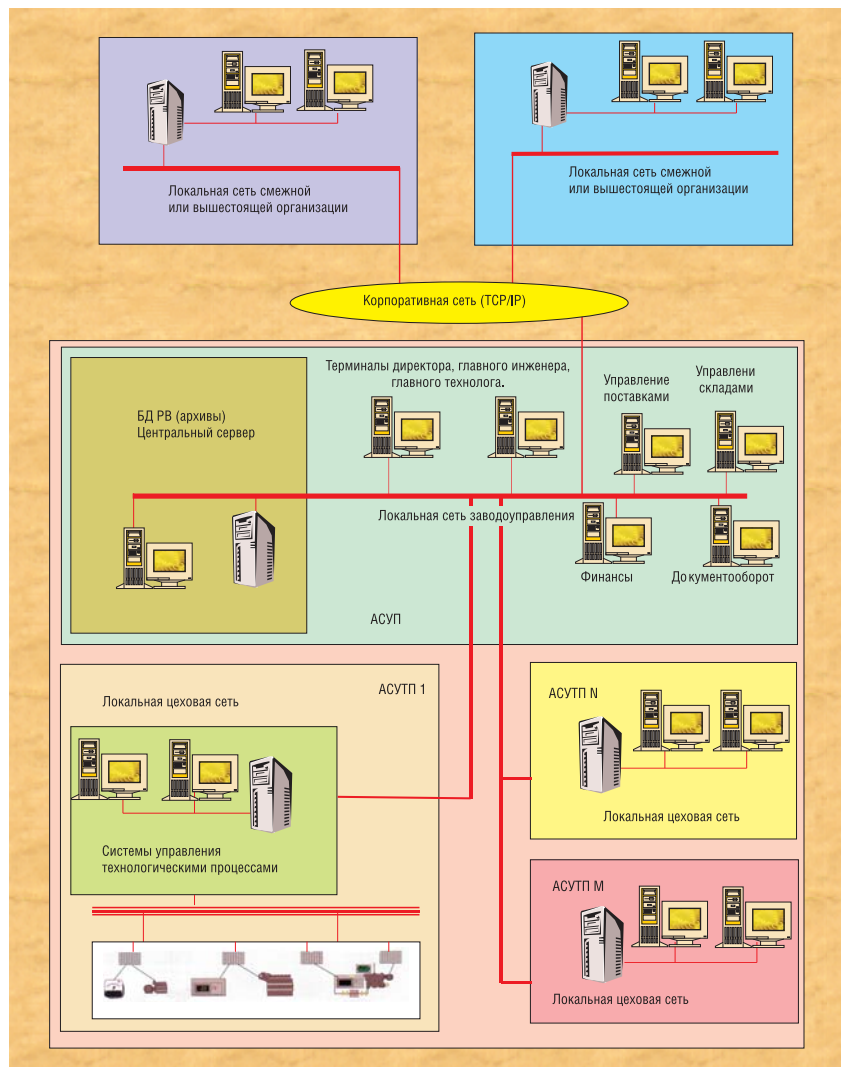 Локальная сеть смежной
или вышестоящей организации
Локальная сеть смежной
или вышестоящей организации
Корпоративная сеть (TCP/IP)
Терминалы директора, главного инженера,
главного технолога.
Управление
поставками
Управлени
складами
БД РВ (архивы)
Центральный сервер
Локальная сеть заводоуправления
Финансы
Документооборот
АСУП
АСУТП 1
Локальная цеховая сеть
Системы управления
технологическими процессами
АСУТП N
Локальная цеховая сеть
АСУТП M
Локальная цеховая сеть